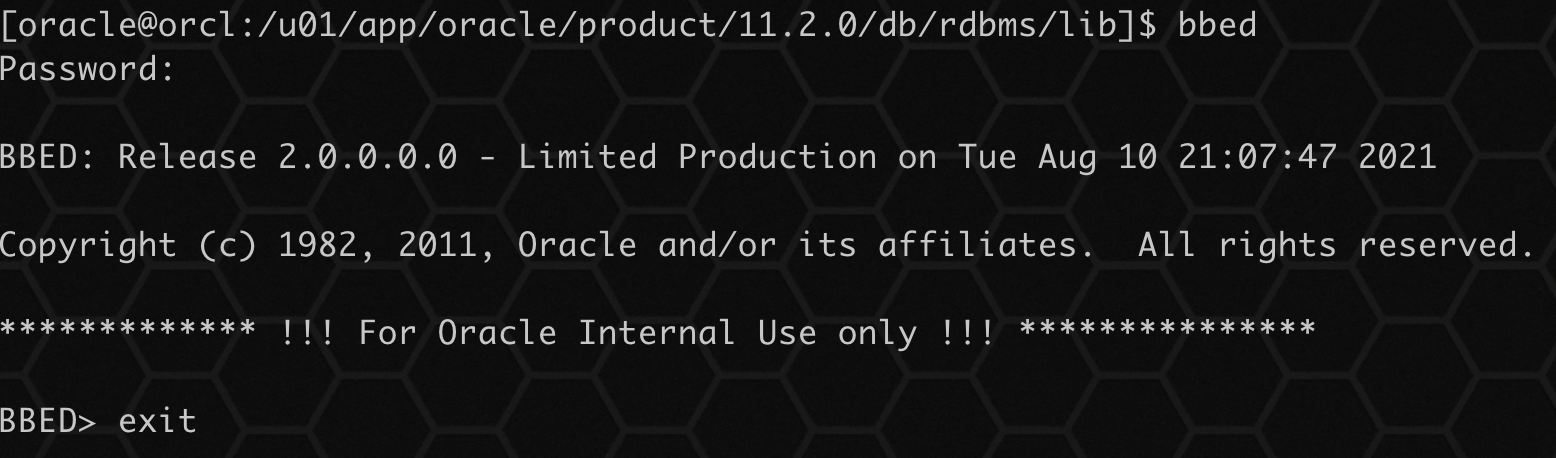 [oracle@orcl:/u01/app/oracle/product/11.2.0/db/rdbms/lib]$ bbed
Password:
BBED: Release 2.0.0.0.0 - Limited Production on Tue Aug 10 21:07:47 2021
Copyright (c) 1982, 2011, Oracle and/or its affiliates.  All rights reserved.
************* !!! For Oracle Internal Use only !!! ***************
BBED> exit